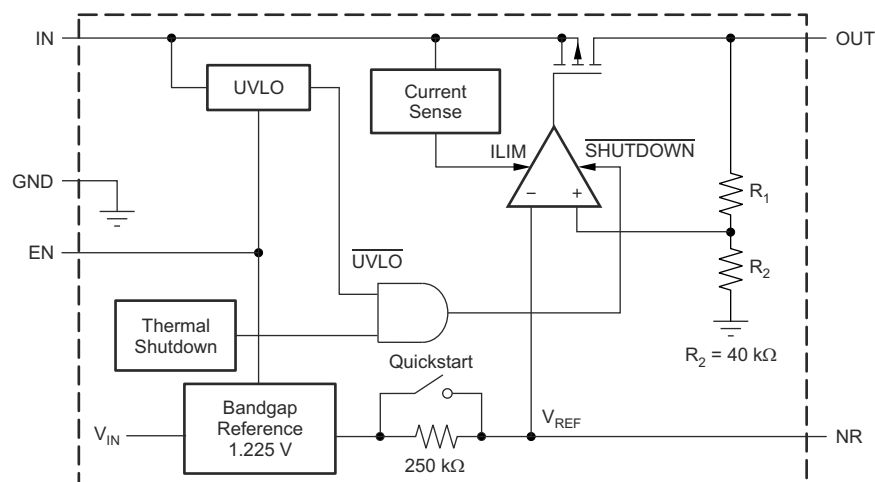 IN
OUT
UVLO
Current
Sense
ILIM
SHUTDOWN
GND
−
+
R1
EN
UVLO
R2
Thermal
Shutdown
R2 = 40 kΩ
Quickstart
Bandgap
Reference
1.225 V
VIN
VREF
NR
250 kΩ